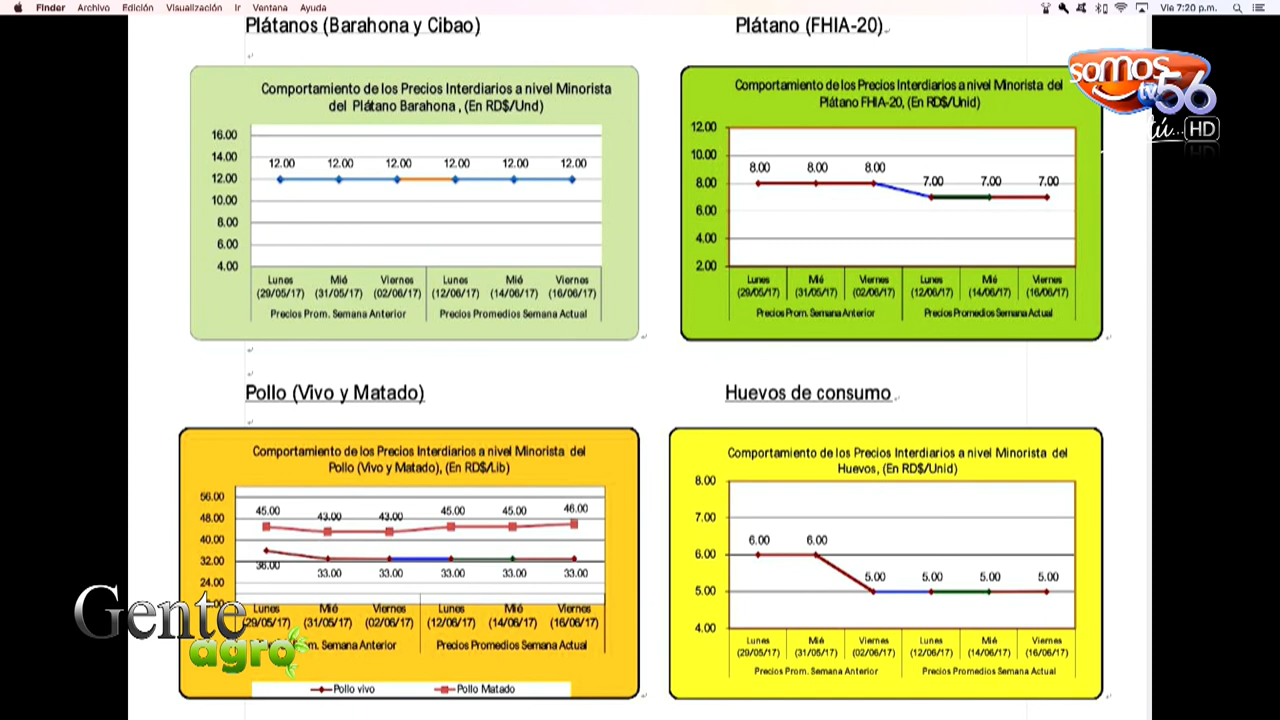 Finder Archivo Edición Visualización Ir Ventana Ayuda Vie 7:20 p.m.
Plátanos (Barahona y Cibao)
Comportamiento de los Precios Interdiarios a nivel Minorista
del Plátano Barahona , (En RD$/Und)
16.00
14.00
12.00
10.00
8.00
6.00
4.00
12.00 12.00 12.00 12.00 12.00 12.00
Lunes Mié Viernes Lunes Mié Viernes
(29/05/17) (31/05/17) (02/06/17) (12/06/17) (14/06/17) (16/06/17)
Precios Prom. Semana Anterior Precios Promedios Semana Actual
Plátano (FHIA-20)
Comportamiento de los Precios Interdiarios a nivel Minorista del
Plátano FHIA-20, (En RD$/Unid)
12.00
10.00
8.00
6.00
4.00
2.00
8.00 8.00 8.00 7.00 7.00 7.00
Lunes Mié Viernes Lunes Mié Viernes
(29/05/17) (31/05/17) (02/06/17) (12/06/17) (14/06/17) (16/06/17)
Precios Prom. Semana Anterior Precios Promedios Semana Actual
somos
tv 56
tú... HD
Pollo (Vivo y Matado)
Comportamiento de los Precios Interdiarios a nivel Minorista del
Pollo (Vivo y Matado), (En RD$/Lib)
56.00
48.00
40.00
32.00
24.00
45.00 43.00 43.00 45.00 45.00 46.00
36.00 33.00 33.00 33.00 33.00 33.00
Lunes Mié Viernes Lunes Mié Viernes
29/05/17) (31/05/17) (02/06/17) (12/06/17) (14/06/17) (16/06/17)
m. Semana Anterior Precios Promedios Semana Actual
Pollo vivo Pollo Matado
Gente
agro
Huevos de consumo
Comportamiento de los Precios Interdiarios a nivel Minorista del
Huevos, (En RD$/Unid)
8.00
7.00
6.00
5.00
4.00
6.00 6.00 5.00 5.00 5.00 5.00
Lunes Mié Viernes Lunes Mié Viernes
(29/05/17) (31/05/17) (02/06/17) (12/06/17) (14/06/17) (16/06/17)
Precios Prom. Semana Anterior Precios Promedios Semana Actual